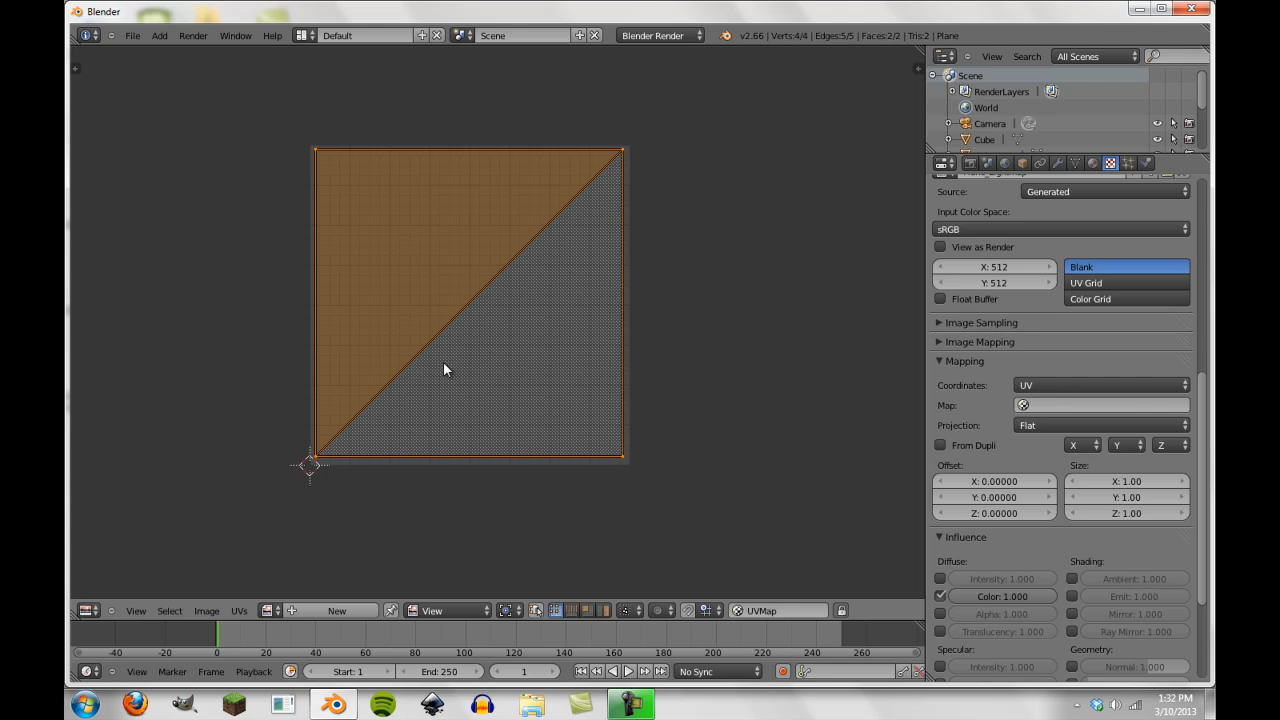 Blender
File Add Render Window Help Default Scene Blender Render v2.66 | Verts:4/4 | Edges:5/5 | Faces:2/2 | Tris:2 | Plane
View Search All Scenes
Scene
RenderLayers
World
Camera
Cube
Source: Generated
Input Color Space:
sRGB
View as Render
X: 512 Blank
Y: 512 UV Grid
Float Buffer Color Grid
Image Sampling
Image Mapping
Mapping
Coordinates: UV
Map:
Projection: Flat
From Dupli X Y Z
Offset: Size:
X: 0.00000 X: 1.00
Y: 0.00000 Y: 1.00
Z: 0.00000 Z: 1.00
Influence
Diffuse: Shading:
Intensity: 1.000 Ambient: 1.000
Color: 1.000 Emit: 1.000
Alpha: 1.000 Mirror: 1.000
Translucency: 1.000 Ray Mirror: 1.000
Specular: Geometry:
Intensity: 1.000 Normal: 1.000
View Select Image UVs New View UVMap
-40 -20 0 20 40 60 80 100 120 140 160 180 200 220 240 260
View Marker Frame Playback Start: 1 End: 250 1 No Sync
1:32 PM
3/10/2013